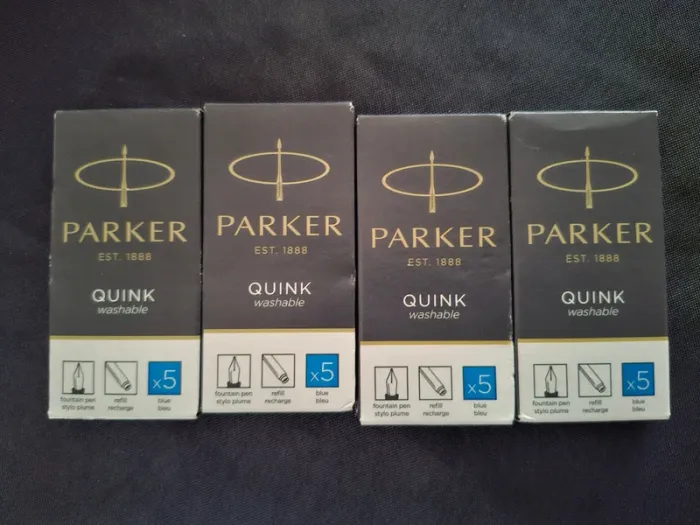 PARKER
EST. 1888
QUINK
washable
fountain pen
stylo plume
refill
recharge
x5
blue
bleu
PARKER
EST. 1888
QUINK
washable
fountain pen
stylo plume
refill
recharge
x5
blue
bleu
PARKER
EST. 1888
QUINK
washable
fountain pen
stylo plume
refill
recharge
x5
blue
bleu
PARKER
EST. 1888
QUINK
washable
fountain pen
stylo plume
refill
recharge
x5
blue
bleu